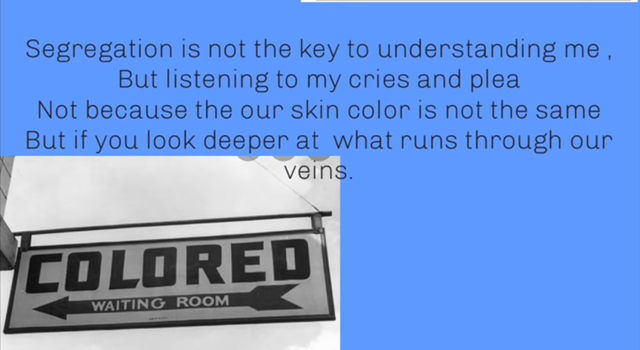 Segregation is not the key to understanding me ,
But listening to my cries and plea
Not because the our skin color is not the same
But if you look deeper at what runs through our
veins.
COLORED
WAITING ROOM